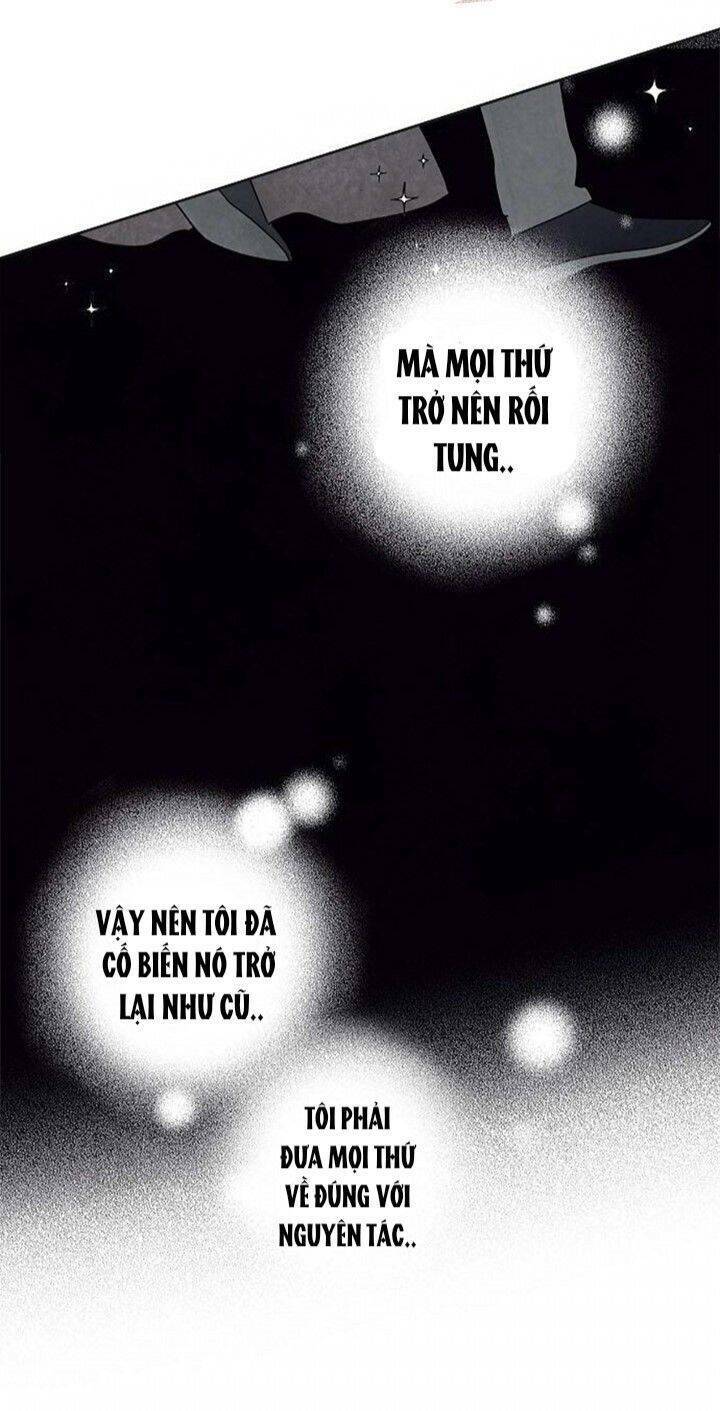 MÀ MỌI THỨ
TRỞ NÊN RỐI
TUNG..
VẬY NÊN TÔI ĐÃ
CỐ BIẾN NÓ TRỞ
LẠI NHƯ CŨ..
TÔI PHẢI
ĐƯA MỌI THỨ
VỀ ĐÚNG VỚI
NGUYÊN TÁC..